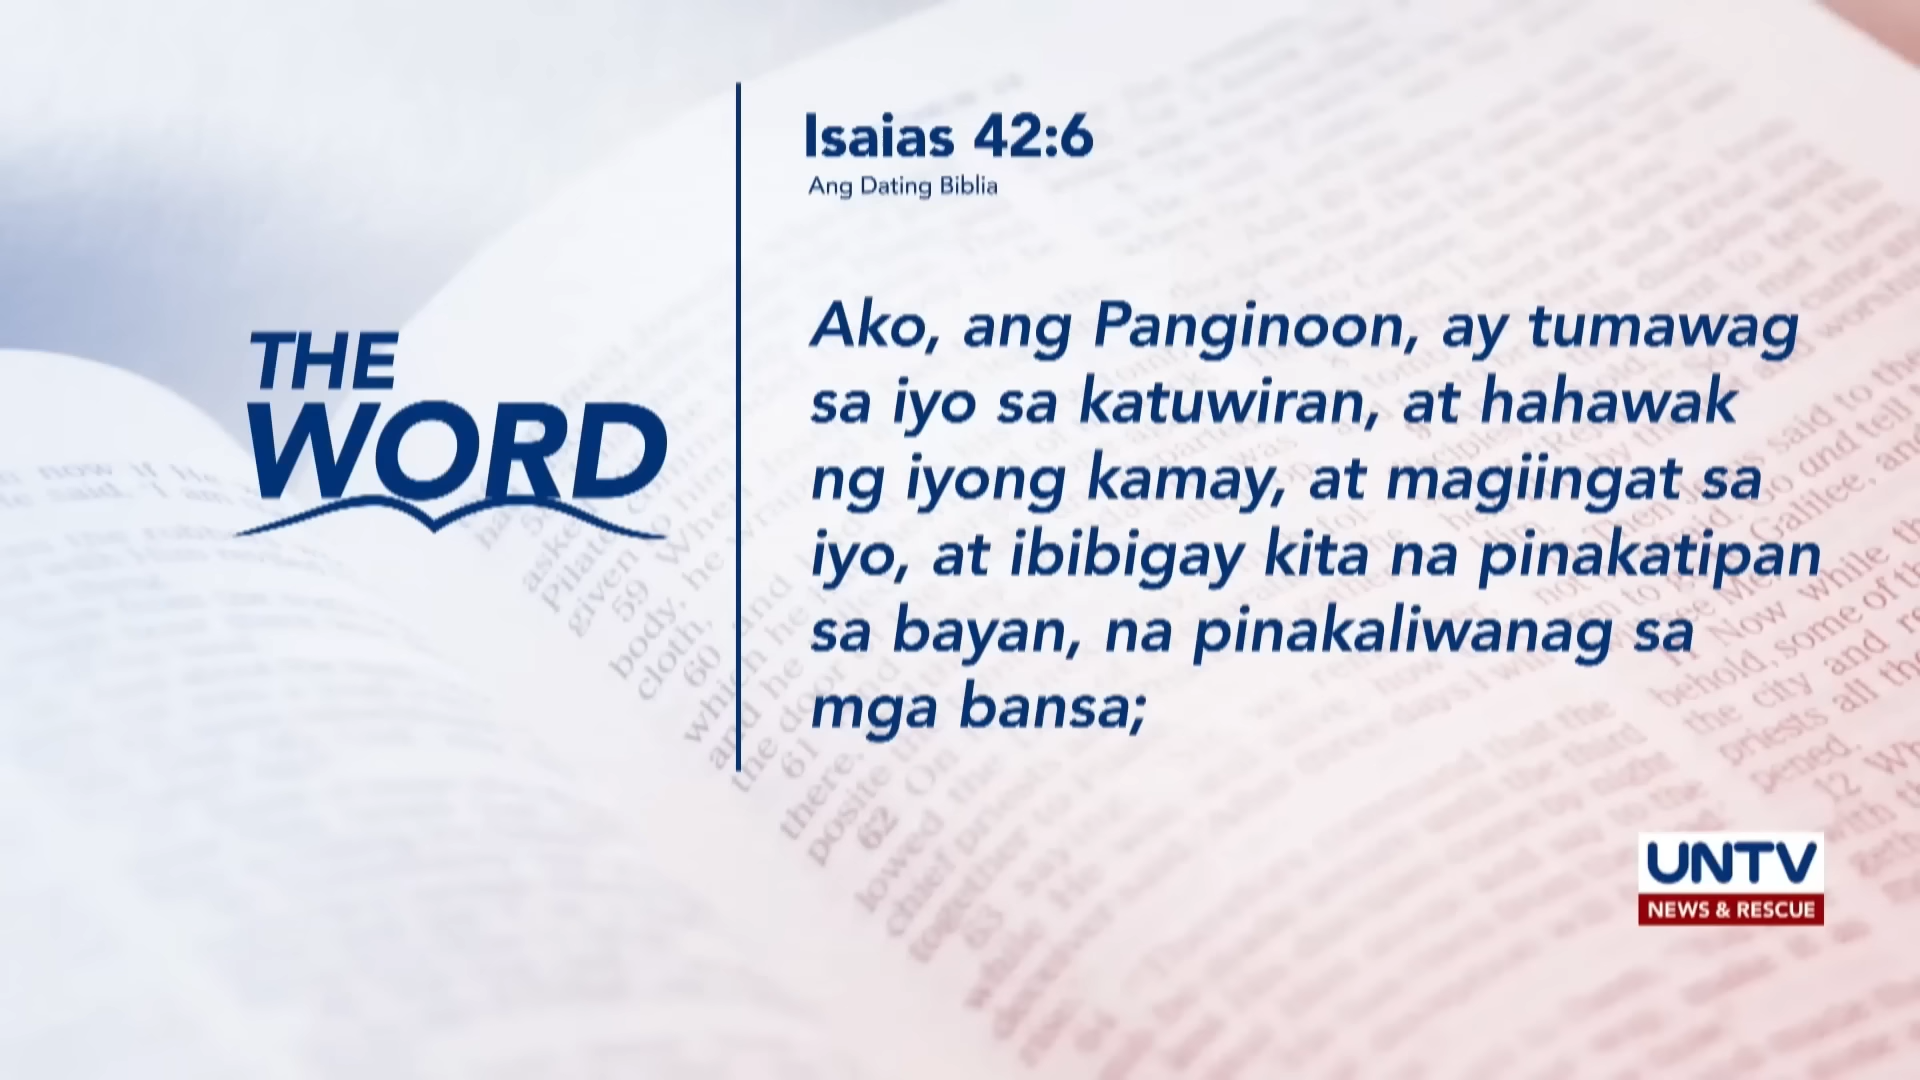 THE
WORD
Isaias 42:6
Ang Dating Biblia
Ako, ang Panginoon, ay tumawag
sa iyo sa katuwiran, at hahawak
ng iyong kamay, at magiingat sa
iyo, at ibibigay kita na pinakatipan
sa bayan, na pinakaliwanag sa
mga bansa;
UNTV
NEWS & RESCUE